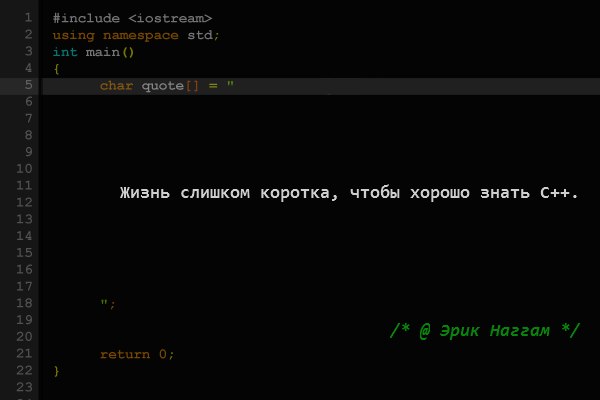 1 #include <iostream>
2 using namespace std;
3 int main()
4 {
5 char quote[] = "
6
7
8
9
10
11 Жизнь слишком коротка, чтобы хорошо знать C++.
12
13
14
15
16
17
18 ";
19
20 /* @ Эрик Наггам */
21 return 0;
22 }
23